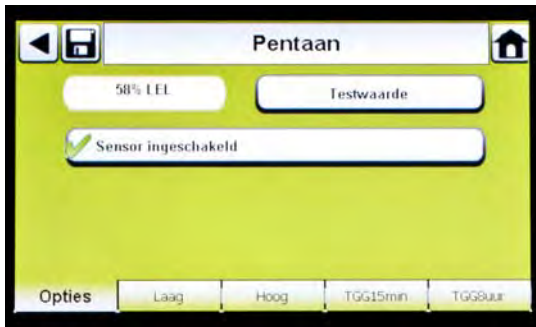 Pentaan
58% LEL
Testwaarde
Sensor ingeschakeld
Opties
Laag
Hoog
TGG15min
TGG8uur